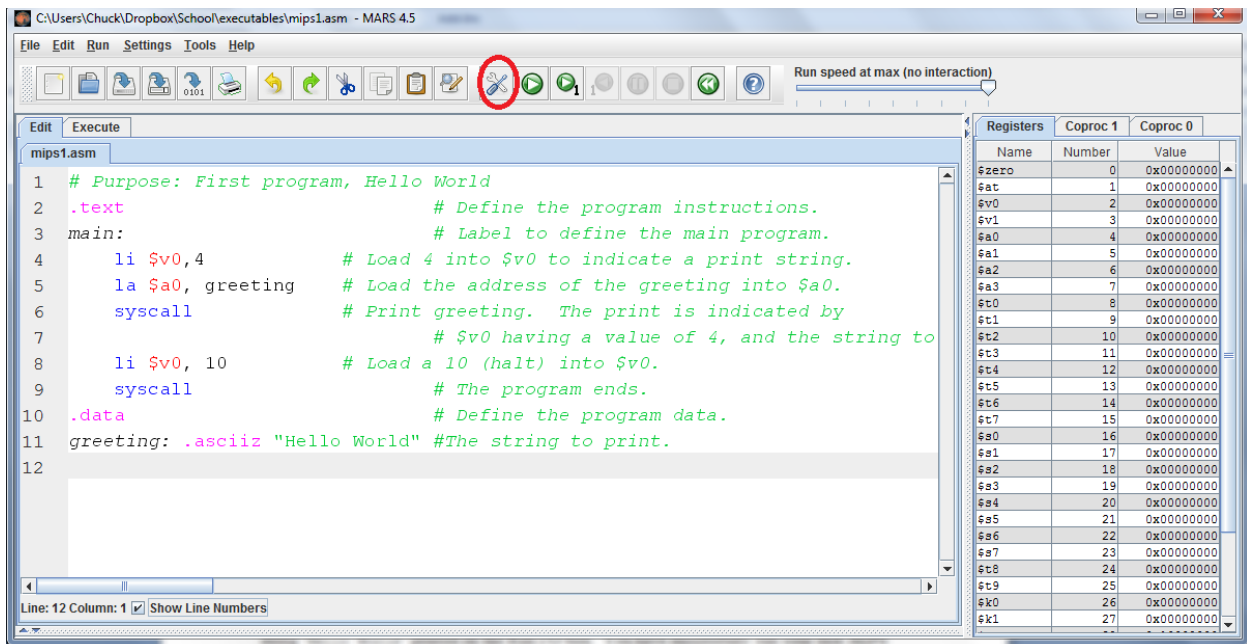 C:\Users\Chuck\Dropbox\School\executables\mips1.asm - MARS 4.5
File Edit Run Settings Tools Help
Run speed at max (no interaction)
Edit Execute
mips1.asm
1 # Purpose: First program, Hello World
2 .text # Define the program instructions.
3 main: # Label to define the main program.
4 li $v0,4 # Load 4 into $v0 to indicate a print string.
5 la $a0, greeting # Load the address of the greeting into $a0.
6 syscall # Print greeting. The print is indicated by
7 # $v0 having a value of 4, and the string to
8 li $v0, 10 # Load a 10 (halt) into $v0.
9 syscall # The program ends.
10 .data # Define the program data.
11 greeting: .asciiz "Hello World" #The string to print.
12
Line: 12 Column: 1 Show Line Numbers
Registers Coproc 1 Coproc 0
Name Number Value
$zero 0 0x00000000
$at 1 0x00000000
$v0 2 0x00000000
$v1 3 0x00000000
$a0 4 0x00000000
$a1 5 0x00000000
$a2 6 0x00000000
$a3 7 0x00000000
$t0 8 0x00000000
$t1 9 0x00000000
$t2 10 0x00000000
$t3 11 0x00000000
$t4 12 0x00000000
$t5 13 0x00000000
$t6 14 0x00000000
$t7 15 0x00000000
$s0 16 0x00000000
$s1 17 0x00000000
$s2 18 0x00000000
$s3 19 0x00000000
$s4 20 0x00000000
$s5 21 0x00000000
$s6 22 0x00000000
$s7 23 0x00000000
$t8 24 0x00000000
$t9 25 0x00000000
$k0 26 0x00000000
$k1 27 0x00000000